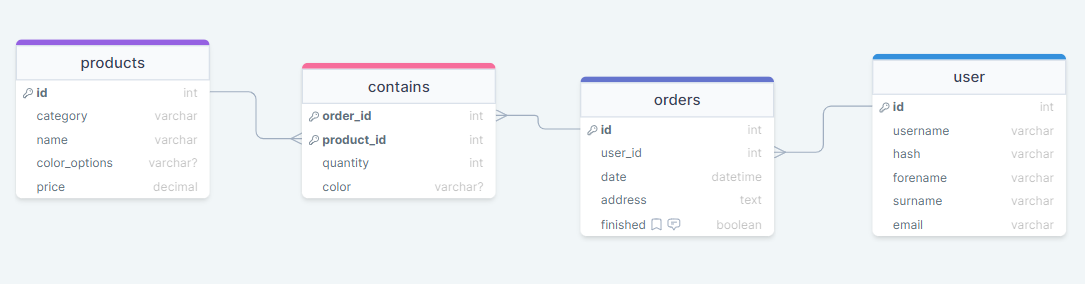 products
id int
category varchar
name varchar
color_options varchar?
price decimal
contains
order_id int
product_id int
quantity int
color varchar?
orders
id int
user_id int
date datetime
address text
finished boolean
user
id int
username varchar
hash varchar
forename varchar
surname varchar
email varchar